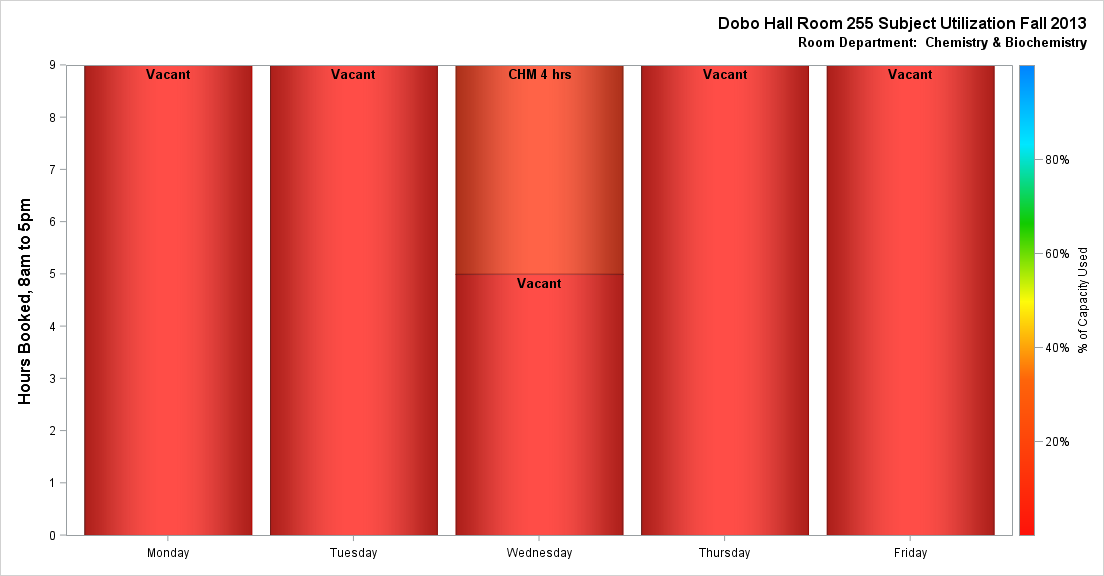 Dobo Hall Room 255 Subject Utilization Fall 2013
Room Department:  Chemistry & Biochemistry
Hours Booked, 8am to 5pm
9
8
7
6
5
4
3
2
1
0
Vacant
Vacant
CHM 4 hrs
Vacant
Vacant
Vacant
Monday
Tuesday
Wednesday
Thursday
Friday
80%
60%
40%
20%
% of Capacity Used